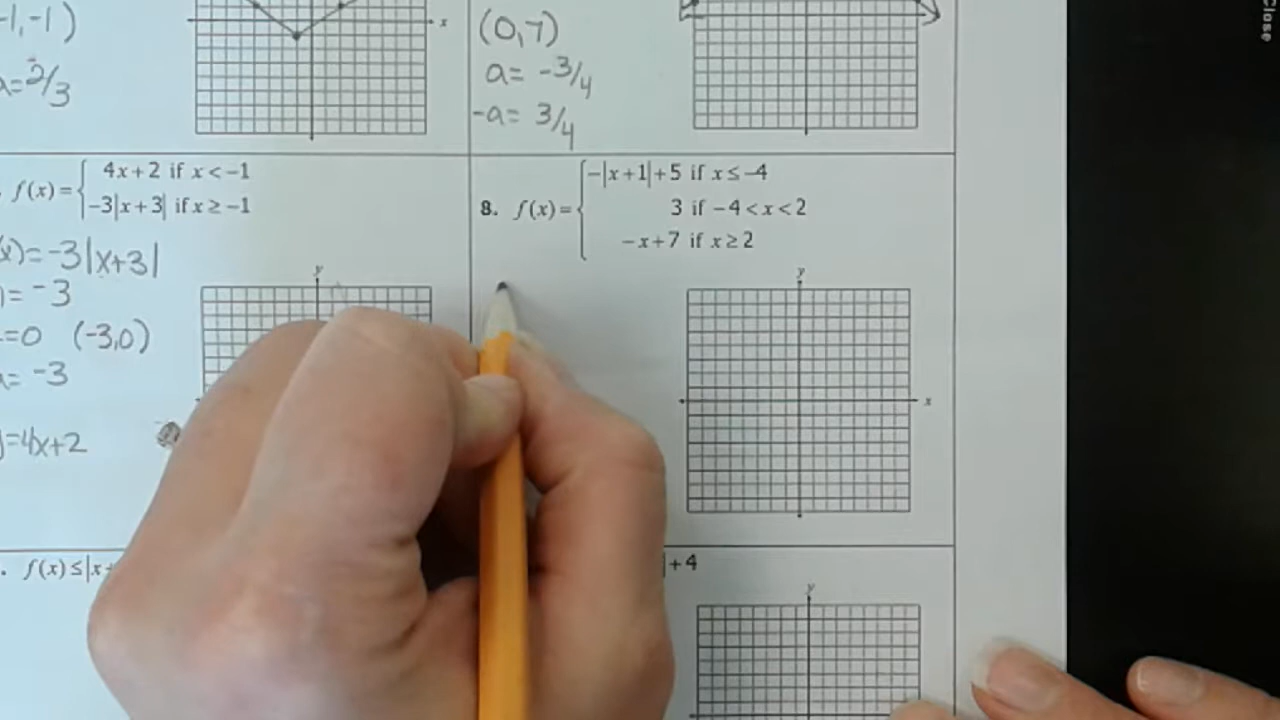 -1,-1)
a=2/3
x
(0,7)
a= -3/4
-a= 3/4
f(x)= { 4x+2 if x<-1
-3|x+3| if x≥-1
x)=-3|x+3|
= -3
=0 (-3,0)
= -3
y=4x+2
y
8. f(x)= { -|x+1|+5 if x≤-4
3 if -4<x<2
-x+7 if x≥2
y
x
. f(x)≤|x+
|+4
y
Close